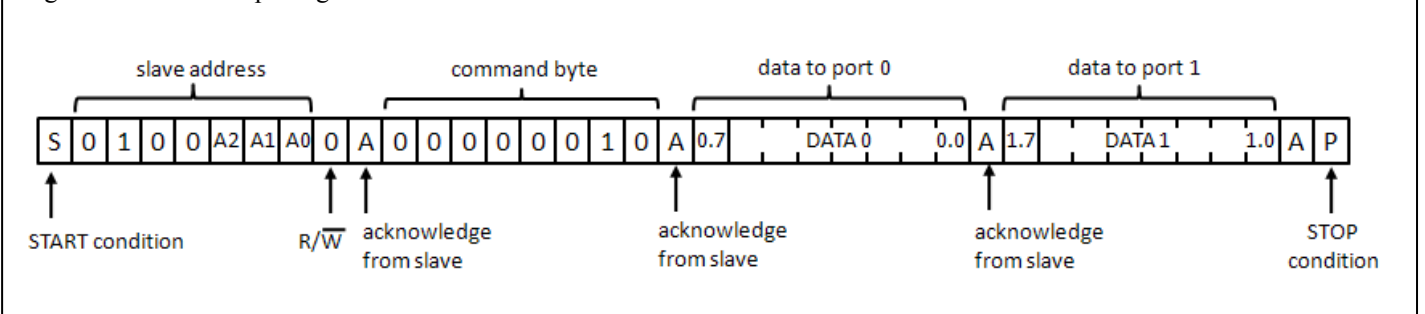 slave address command byte data to port 0 data to port 1
S 0 1 0 0 A2 A1 A0 0 A 0 0 0 0 0 0 1 0 A 0.7 DATA 0 0.0 A 1.7 DATA 1 1.0 A P
START condition R/W̅ acknowledge from slave acknowledge from slave acknowledge from slave STOP condition